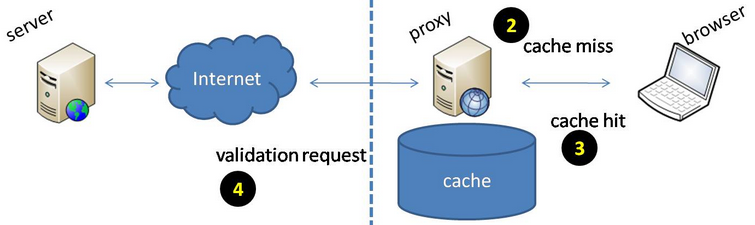 server
Internet
proxy
2
cache miss
browser
cache hit
3
validation request
4
cache